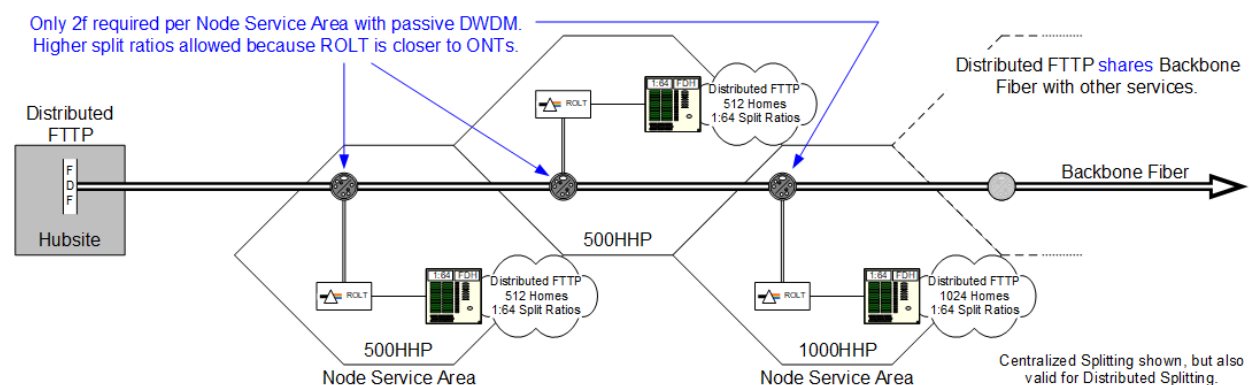 Only 2f required per Node Service Area with passive DWDM.
Higher split ratios allowed because ROLT is closer to ONTs.
Distributed FTTP shares Backbone
Fiber with other services.
Distributed
FTTP
F
D
F
Hubsite
ROLT
1:64 FDH
Distributed FTTP
512 Homes
1:64 Split Ratios
Backbone Fiber
500HHP
ROLT
1:64 FDH
Distributed FTTP
512 Homes
1:64 Split Ratios
500HHP
Node Service Area
ROLT
1:64 FDH
Distributed FTTP
1024 Homes
1:64 Split Ratios
1000HHP
Node Service Area
Centralized Splitting shown, but also
valid for Distributed Splitting.